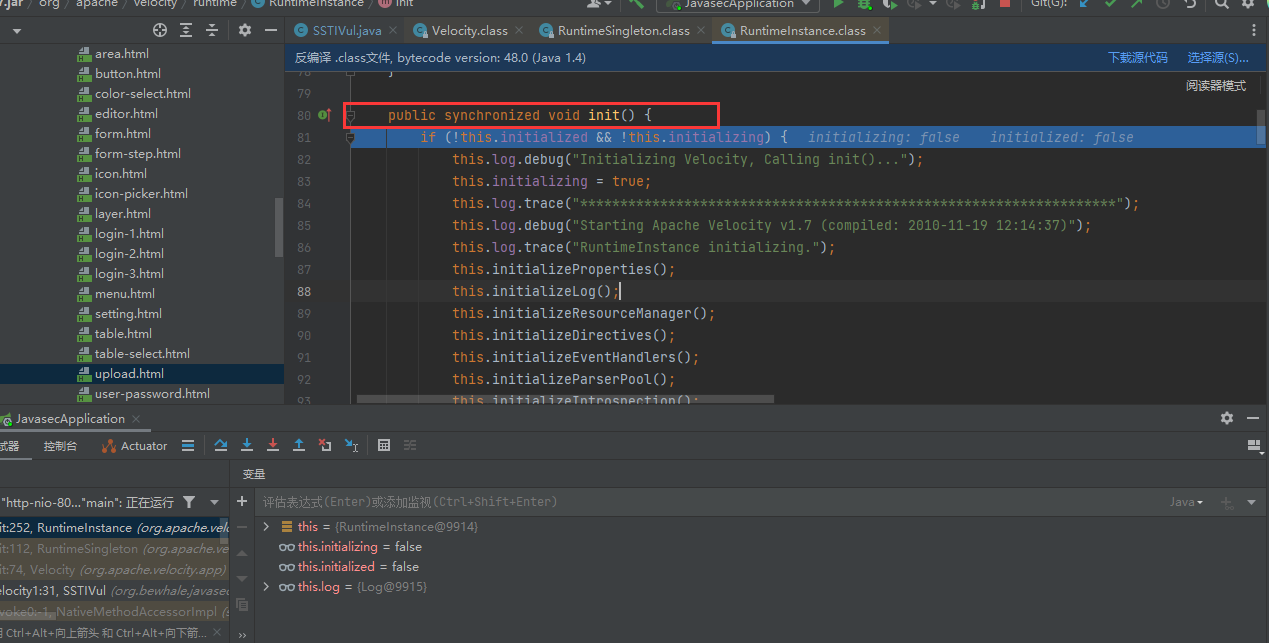 org apache velocity runtime RuntimeInstance init
JavasecApplication Git(G):
SSTIVul.java Velocity.class RuntimeSingleton.class RuntimeInstance.class
反编译 .class文件, bytecode version: 48.0 (Java 1.4) 下载源代码 选择源(S)...
阅读器模式
area.html
button.html
color-select.html
editor.html
form.html
form-step.html
icon.html
icon-picker.html
layer.html
login-1.html
login-2.html
login-3.html
menu.html
setting.html
table.html
table-select.html
upload.html
user-password.html
78 }
79
80 public synchronized void init() {
81 if (!this.initialized && !this.initializing) { initializing: false initialized: false
82 this.log.debug("Initializing Velocity, Calling init()...");
83 this.initializing = true;
84 this.log.trace("*******************************************************************");
85 this.log.debug("Starting Apache Velocity v1.7 (compiled: 2010-11-19 12:14:37)");
86 this.log.trace("RuntimeInstance initializing.");
87 this.initializeProperties();
88 this.initializeLog();
89 this.initializeResourceManager();
90 this.initializeDirectives();
91 this.initializeEventHandlers();
92 this.initializeParserPool();
93 this.initializeIntrospection();
JavasecApplication
试器 控制台 Actuator
变量
"http-nio-80..."main": 正在运行
评估表达式(Enter)或添加监视(Ctrl+Shift+Enter) Java
it:252, RuntimeInstance (org.apache.velo
it:112, RuntimeSingleton (org.apache.ve
it:74, Velocity (org.apache.velocity.app)
elocity1:31, SSTIVul (org.bewhale.javasec
voke0:-1, NativeMethodAccessorImpl (s
用 Ctrl+Alt+向上箭头 和 Ctrl+Alt+向下箭...
this = {RuntimeInstance@9914}
this.initializing = false
this.initialized = false
this.log = {Log@9915}